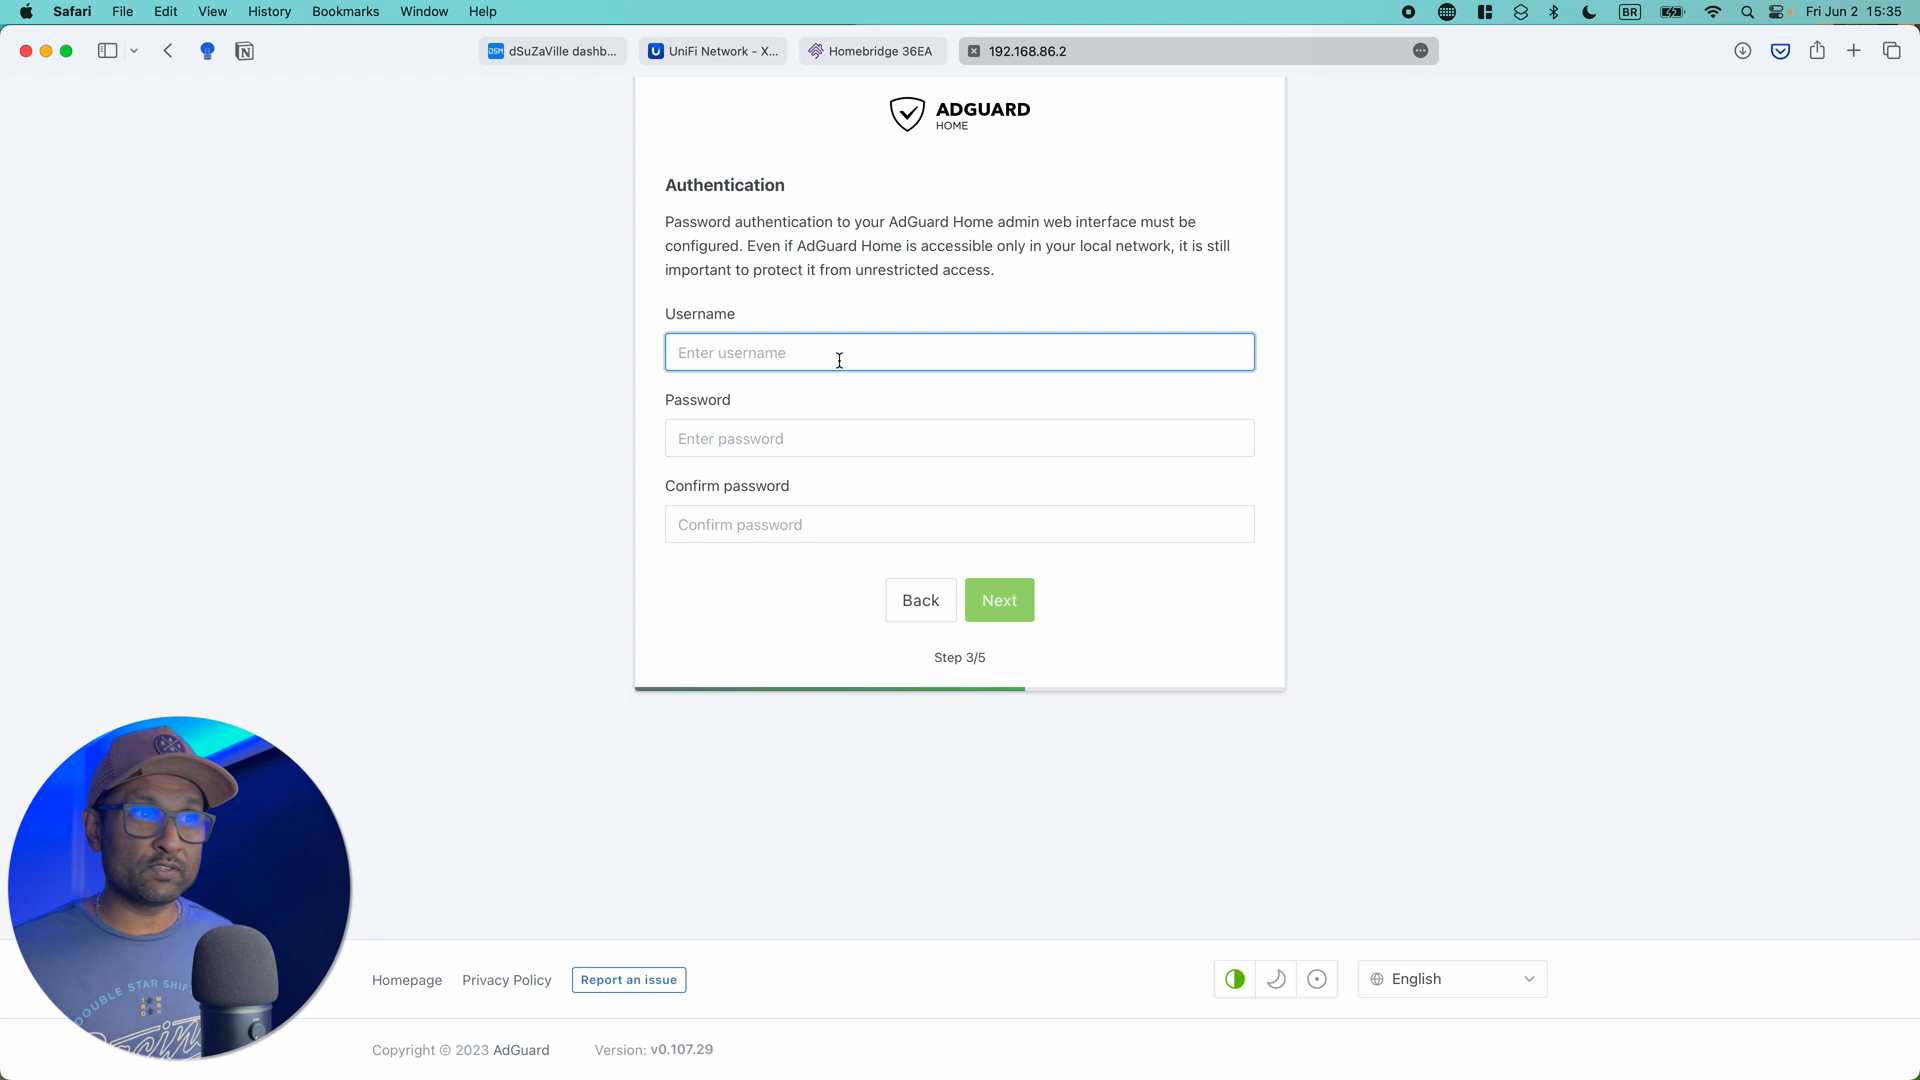 Safari File Edit View History Bookmarks Window Help BR Fri Jun 2 15:35
DSM dSuZaVille dashb... UniFi Network - X... Homebridge 36EA 192.168.86.2
ADGUARD
HOME
Authentication
Password authentication to your AdGuard Home admin web interface must be
configured. Even if AdGuard Home is accessible only in your local network, it is still
important to protect it from unrestricted access.
Username
Enter username
Password
Enter password
Confirm password
Confirm password
Back Next
Step 3/5
DOUBLE STAR SHIF
Homepage Privacy Policy Report an issue English
Copyright © 2023 AdGuard Version: v0.107.29